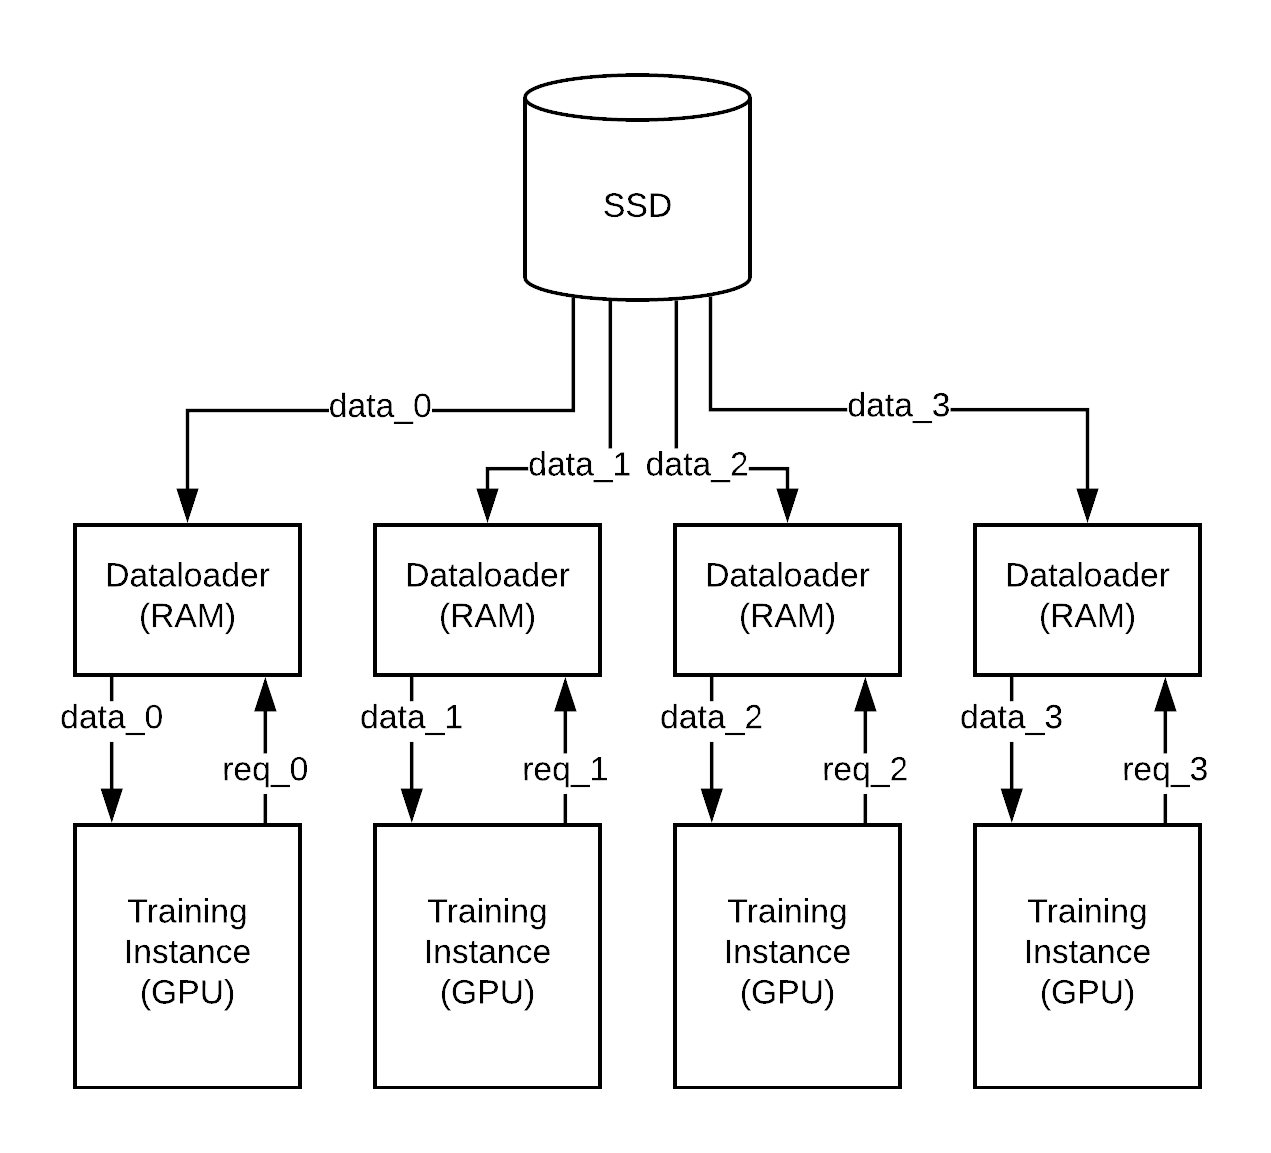 SSD
data_0
data_3
data_1
data_2
Dataloader
(RAM)
Dataloader
(RAM)
Dataloader
(RAM)
Dataloader
(RAM)
data_0
data_1
data_2
data_3
req_0
req_1
req_2
req_3
Training
Instance
(GPU)
Training
Instance
(GPU)
Training
Instance
(GPU)
Training
Instance
(GPU)